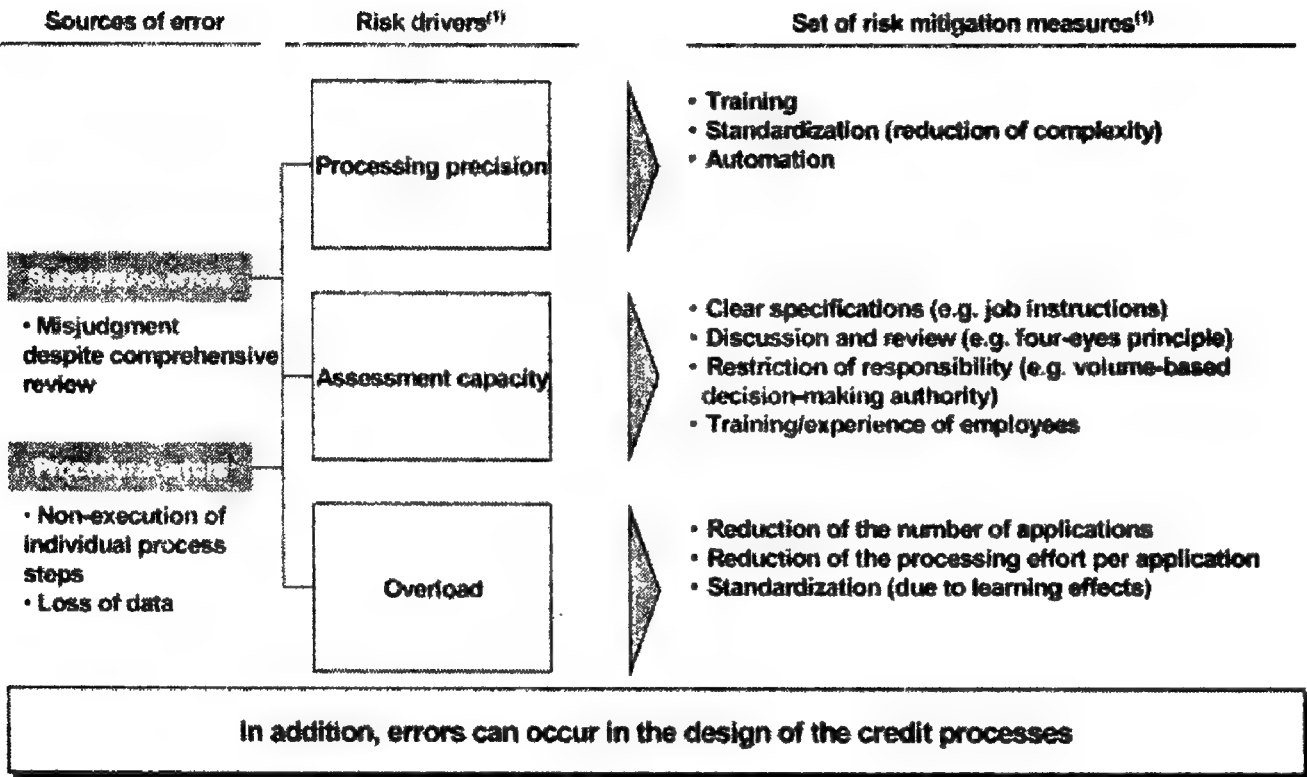 Sources of error
Risk drivers(1)
Set of risk mitigation measures(1)
Processing precision
• Training
• Standardization (reduction of complexity)
• Automation
• Misjudgment
despite comprehensive
review
Assessment capacity
• Clear specifications (e.g. job instructions)
• Discussion and review (e.g. four-eyes principle)
• Restriction of responsibility (e.g. volume-based
decision-making authority)
• Training/experience of employees
• Non-execution of
individual process
steps
• Loss of data
Overload
• Reduction of the number of applications
• Reduction of the processing effort per application
• Standardization (due to learning effects)
In addition, errors can occur in the design of the credit processes